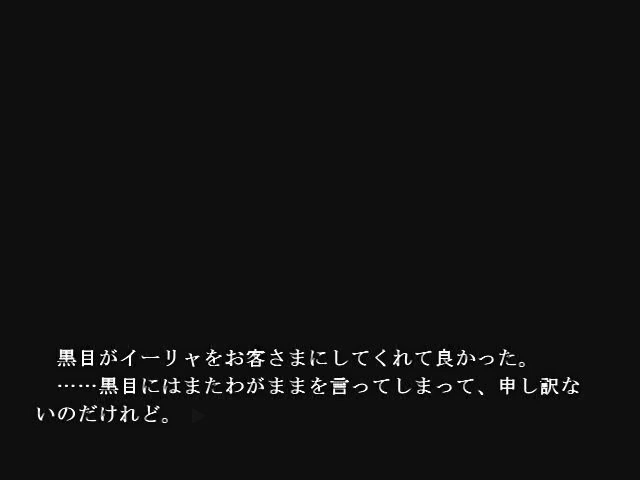 黒目がイーリャをお客さまにしてくれて良かった。
　……黒目にはまたわがままを言ってしまって、申し訳な
いのだけれど。